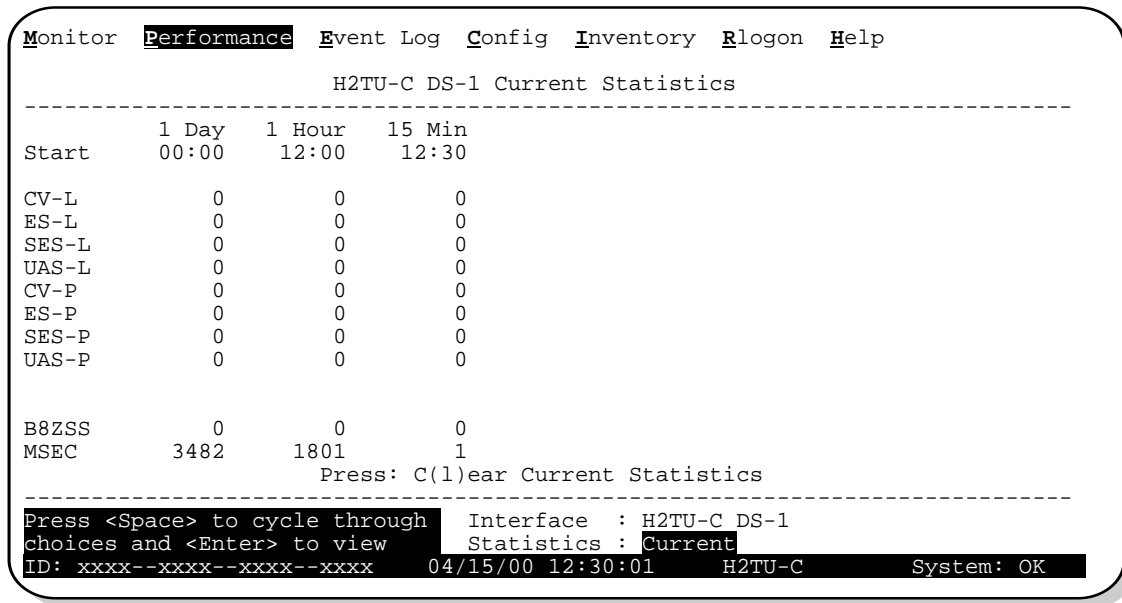 Monitor Performance Event Log Config Inventory Rlogon Help
H2TU-C DS-1 Current Statistics
------------------------------------------------------------------------------
1 Day 1 Hour 15 Min
Start 00:00 12:00 12:30
CV-L 0 0 0
ES-L 0 0 0
SES-L 0 0 0
UAS-L 0 0 0
CV-P 0 0 0
ES-P 0 0 0
SES-P 0 0 0
UAS-P 0 0 0
B8ZSS 0 0 0
MSEC 3482 1801 1
Press: C(l)ear Current Statistics
------------------------------------------------------------------------------
Press <Space> to cycle through Interface : H2TU-C DS-1
choices and <Enter> to view Statistics : Current
ID: xxxx--xxxx--xxxx--xxxx 04/15/00 12:30:01 H2TU-C System: OK